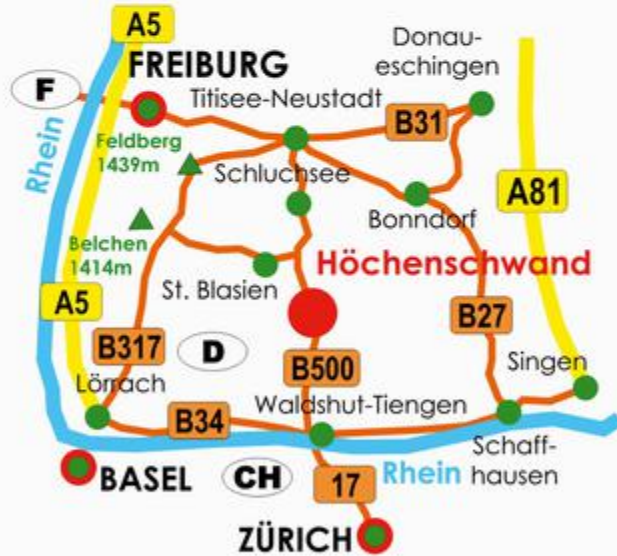 A5
Donau-
eschingen
FREIBURG
F
Titisee-Neustadt
B31
Rhein
Feldberg
1439m
Schluchsee
A81
Bonndorf
Belchen
1414m
Höchenschwand
St. Blasien
A5
B27
B317
D
B500
Singen
Lörrach
Waldshut-Tiengen
B34
Schaff-
hausen
BASEL
CH
17
Rhein
ZÜRICH